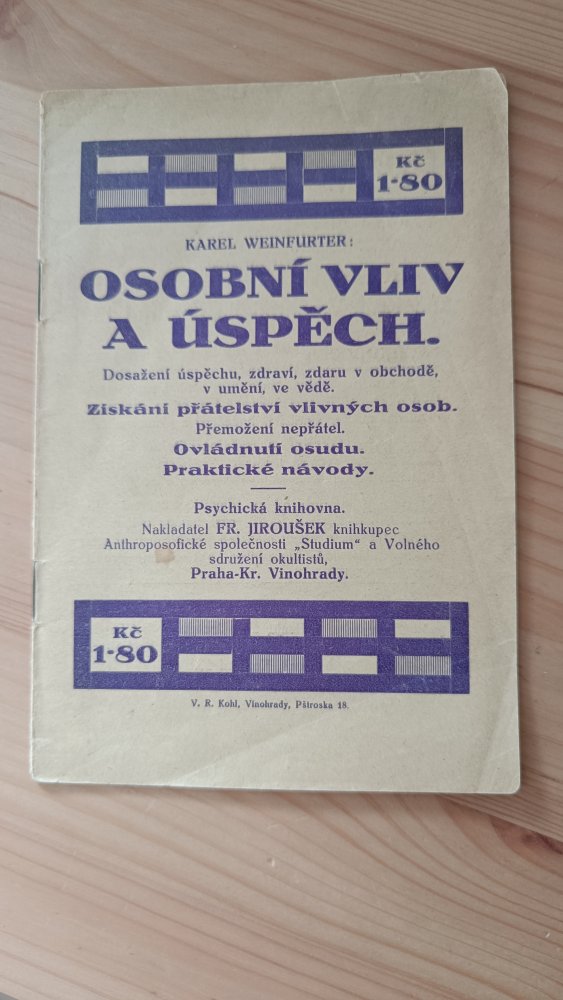 Kč
1·80
KAREL WEINFURTER:
OSOBNÍ VLIV
A ÚSPĚCH.
Dosažení úspěchu, zdraví, zdaru v obchodě,
v umění, ve vědě.
Získání přátelství vlivných osob.
Přemožení nepřátel.
Ovládnutí osudu.
Praktické návody.
Psychická knihovna.
Nakladatel FR. JIROUŠEK knihkupec
Anthroposofické společnosti „Studium“ a Volného
sdružení okultistů,
Praha-Kr. Vinohrady.
Kč
1·80
V. R. Kohl, Vinohrady, Pštroska 18.